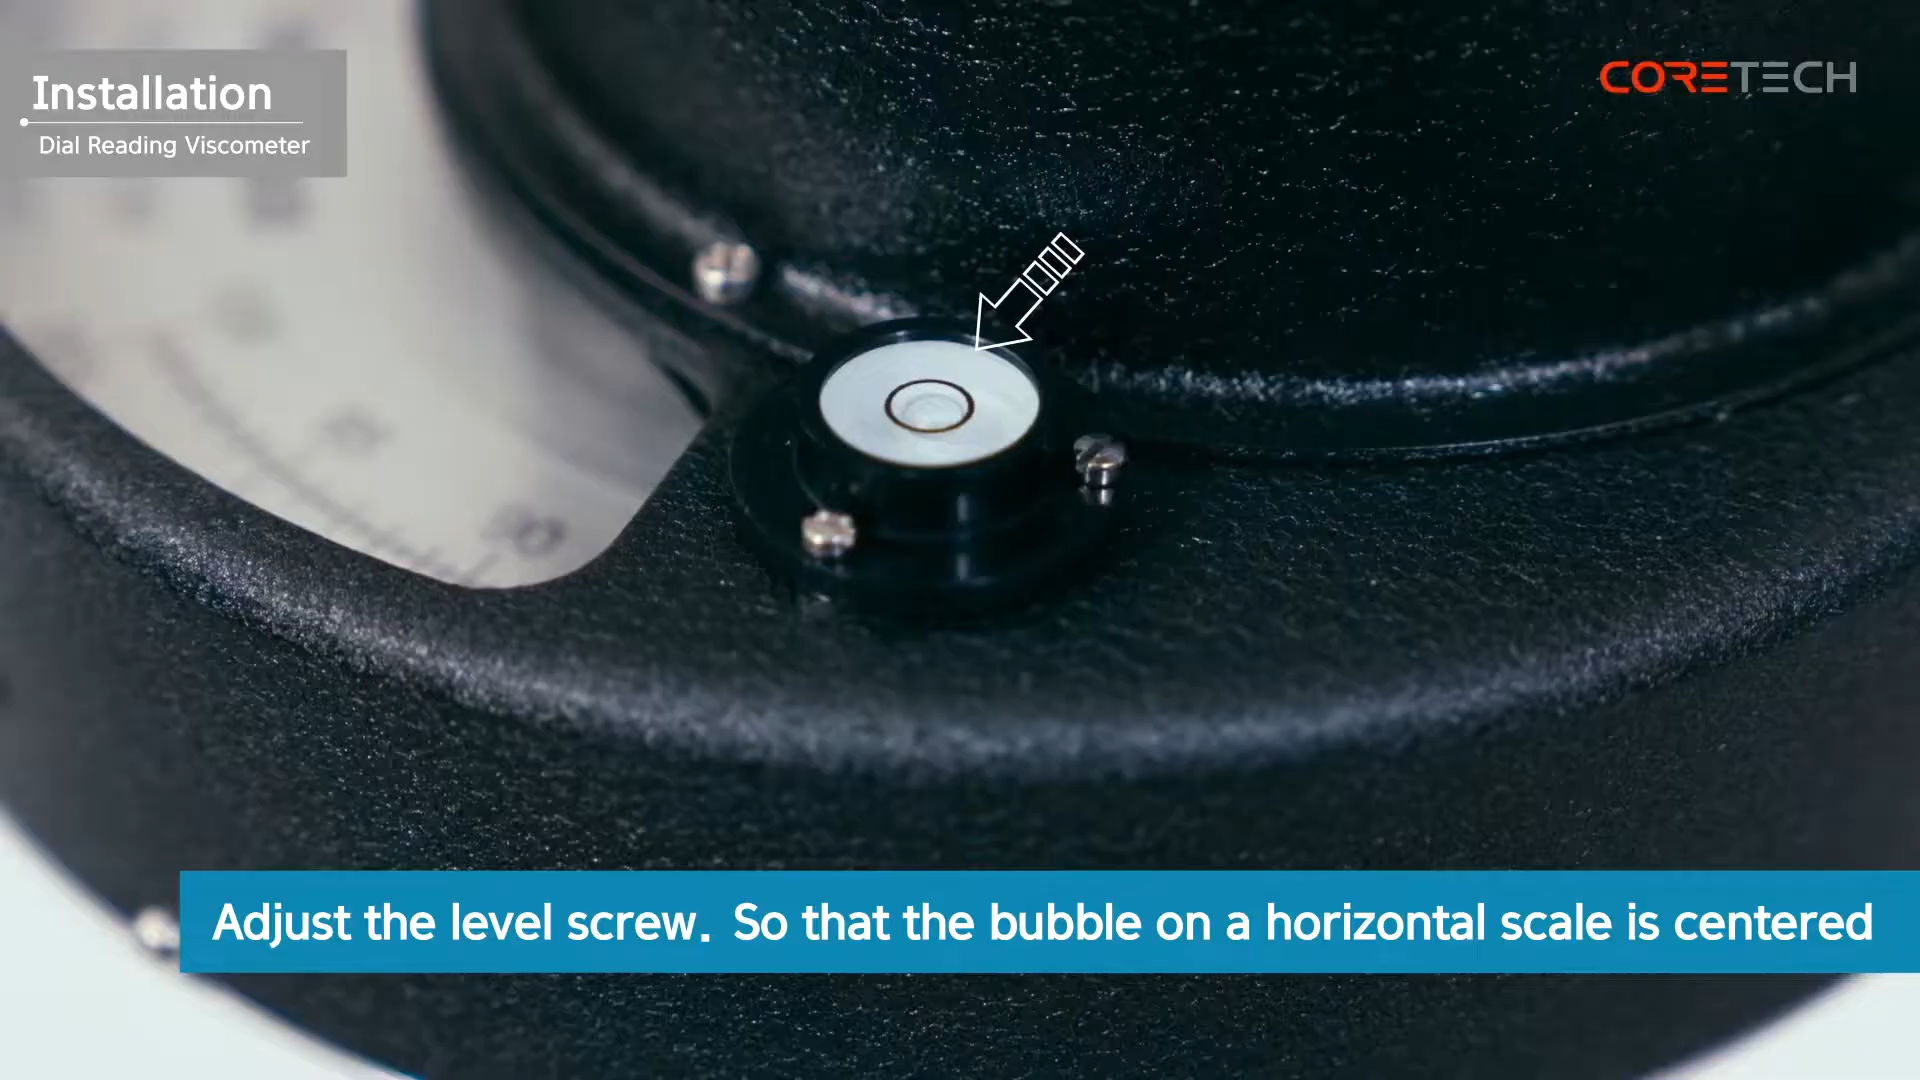 Installation
Dial Reading Viscometer
CORETECH
Adjust the level screw. So that the bubble on a horizontal scale is centered